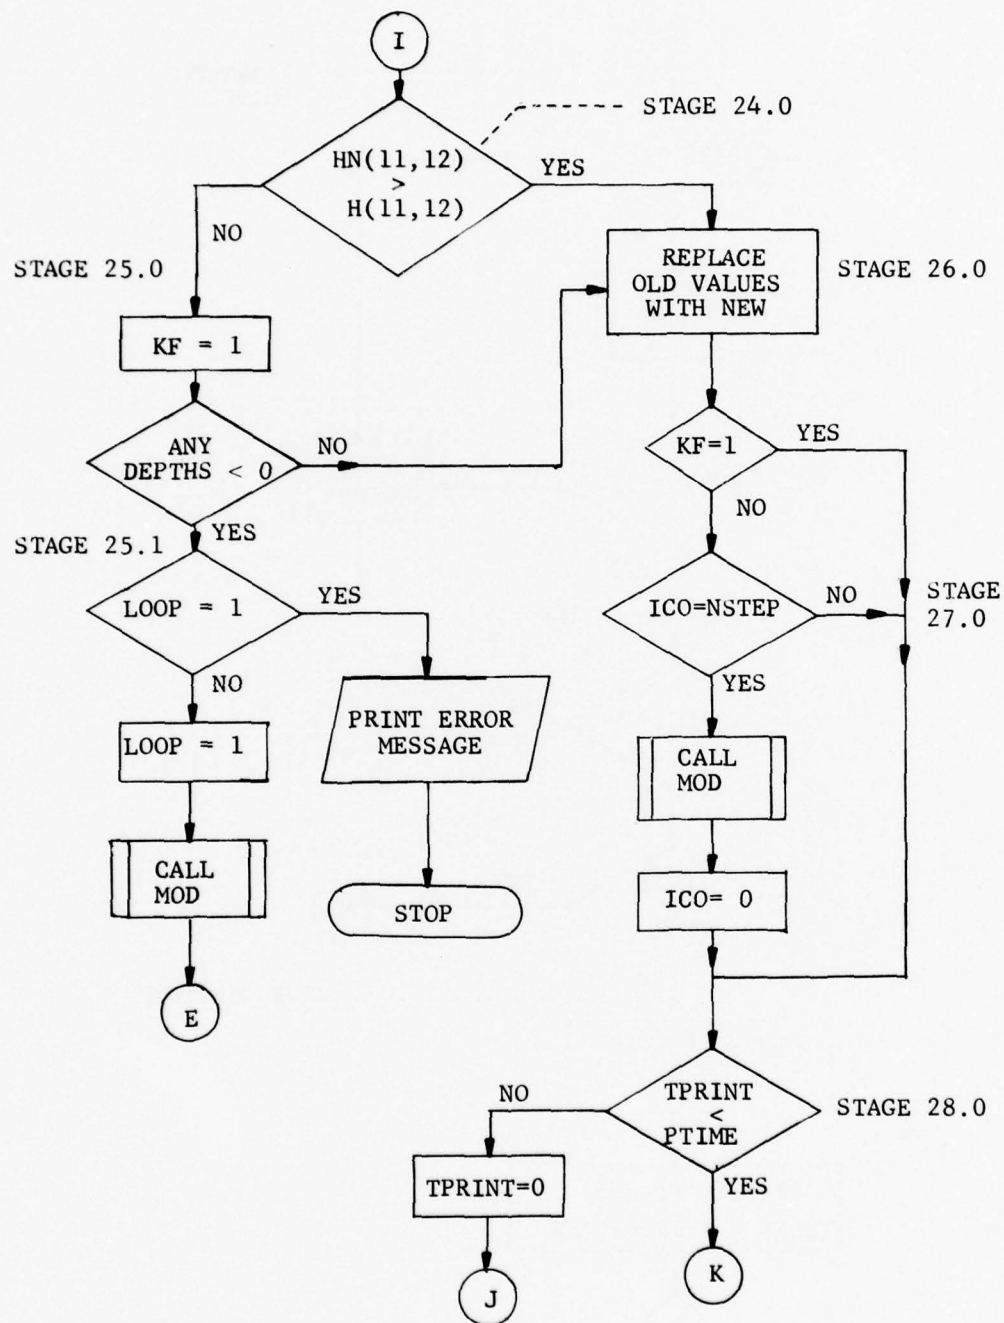 I
STAGE 24.0
HN(11,12)
>
H(11,12)
YES
NO
STAGE 25.0
REPLACE
OLD VALUES
WITH NEW
STAGE 26.0
KF = 1
ANY
DEPTHS < 0
NO
KF=1
YES
NO
YES
STAGE 25.1
LOOP = 1
YES
ICO=NSTEP
NO
STAGE
27.0
NO
YES
LOOP = 1
PRINT ERROR
MESSAGE
CALL
MOD
CALL
MOD
STOP
ICO= 0
E
NO
TPRINT
<
PTIME
STAGE 28.0
TPRINT=0
YES
J
K